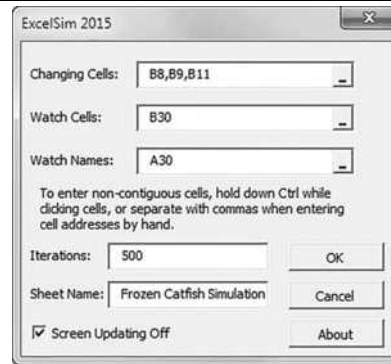 ExcelSim 2015
Changing Cells: B8,B9,B11
Watch Cells: B30
Watch Names: A30
To enter non-contiguous cells, hold down Ctrl while
clicking cells, or separate with commas when entering
cell addresses by hand.
Iterations: 500 OK
Sheet Name: Frozen Catfish Simulation Cancel
Screen Updating Off About